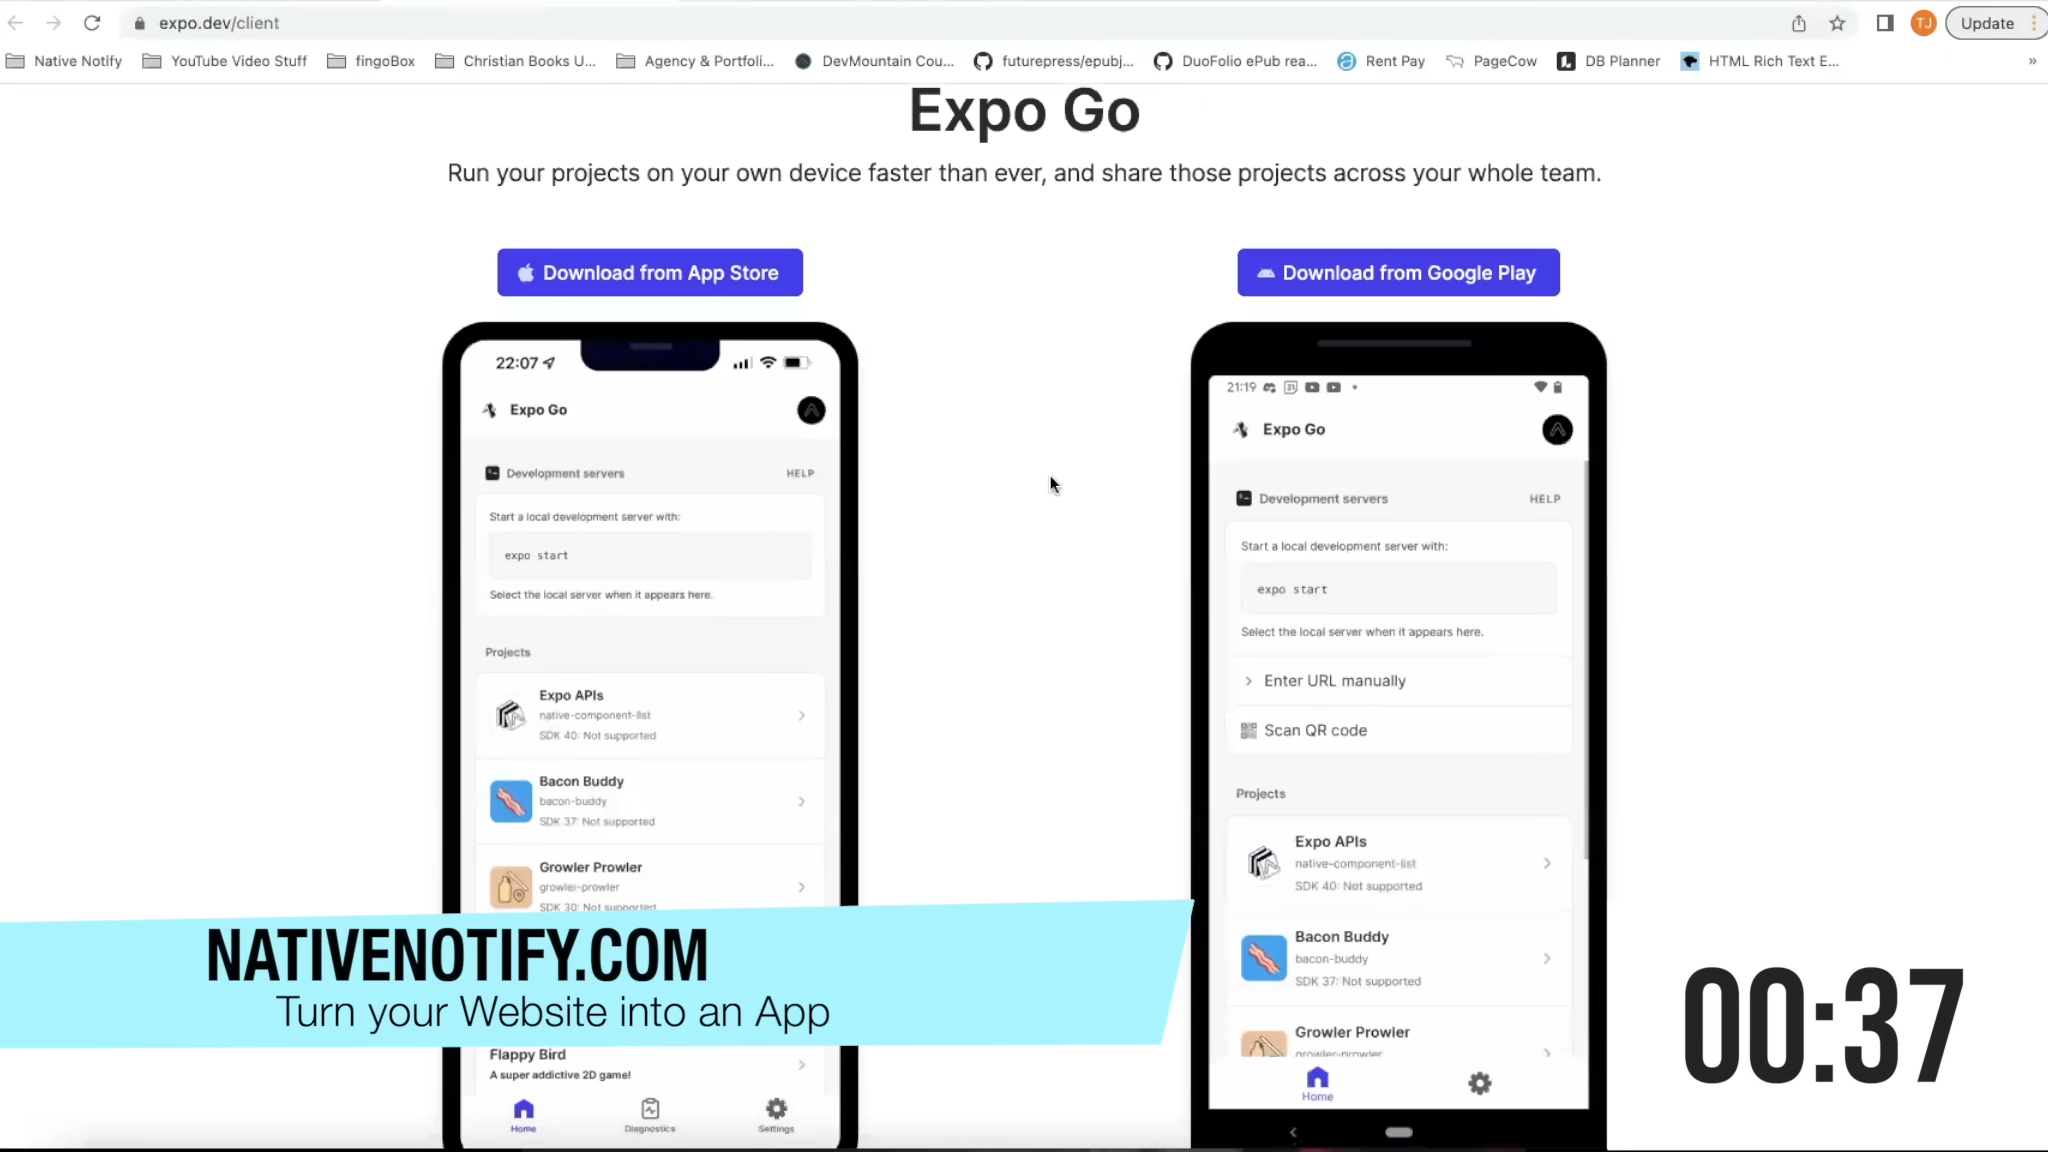 expo.dev/client
TJ
Update
Native Notify
YouTube Video Stuff
fingoBox
Christian Books U...
Agency & Portfoli...
DevMountain Cou...
futurepress/epubj...
DuoFolio ePub rea...
Rent Pay
PageCow
DB Planner
HTML Rich Text E...
»
Expo Go
Run your projects on your own device faster than ever, and share those projects across your whole team.
Download from App Store
22:07
Expo Go
Development servers
HELP
Start a local development server with:
expo start
Select the local server when it appears here.
Projects
Expo APIs
native-component-list
SDK 40: Not supported
Bacon Buddy
bacon-buddy
SDK 37: Not supported
Growler Prowler
growler-prowler
SDK 30: Not supported
Flappy Bird
A super addictive 2D game!
Home
Diagnostics
Settings
Download from Google Play
21:19
31
Expo Go
Development servers
HELP
Start a local development server with:
expo start
Select the local server when it appears here.
Enter URL manually
Scan QR code
Projects
Expo APIs
native-component-list
SDK 40: Not supported
Bacon Buddy
bacon-buddy
SDK 37: Not supported
Growler Prowler
growler-prowler
Home
NATIVENOTIFY.COM
Turn your Website into an App
00:37